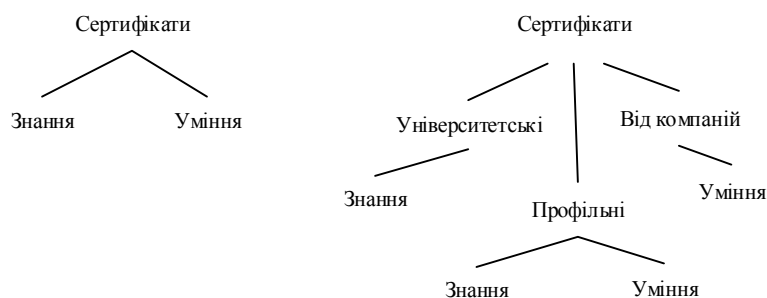 Сертифікати
Знання
Уміння
Сертифікати
Університетські
Від компаній
Знання
Уміння
Профільні
Знання
Уміння